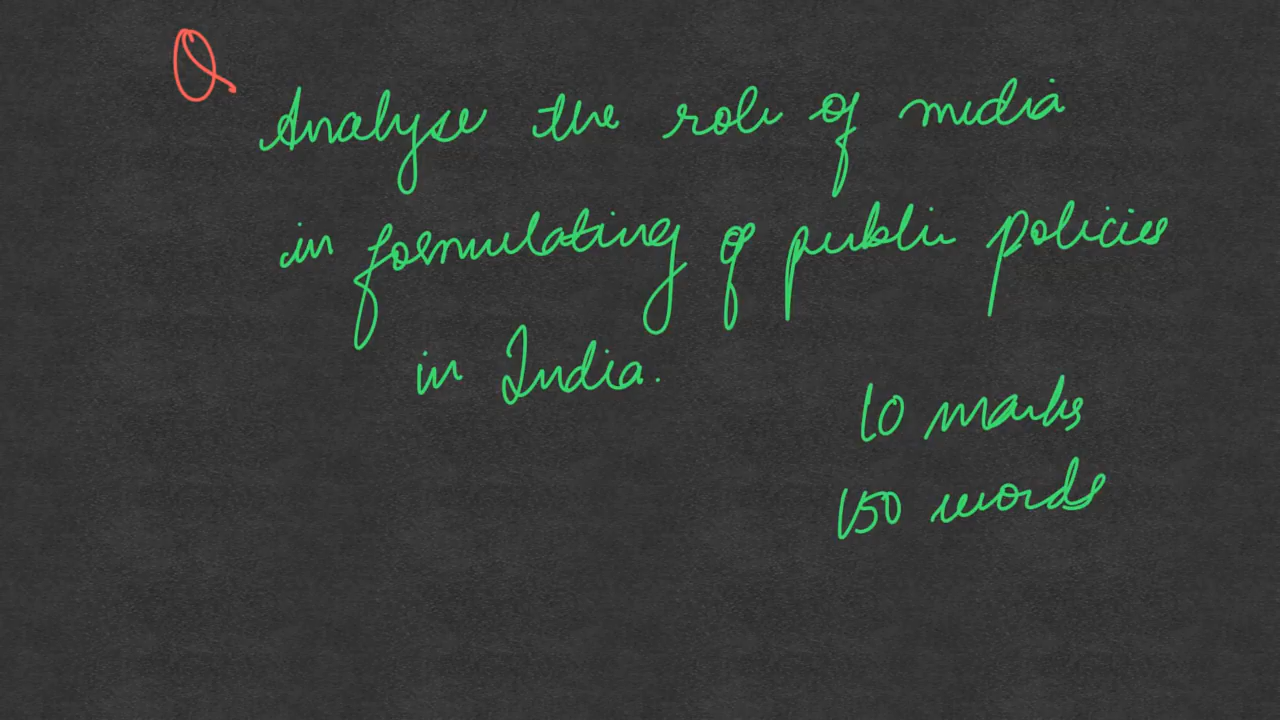 Q
Analyse the role of media
in formulating of public policies
in India.
10 marks
150 words